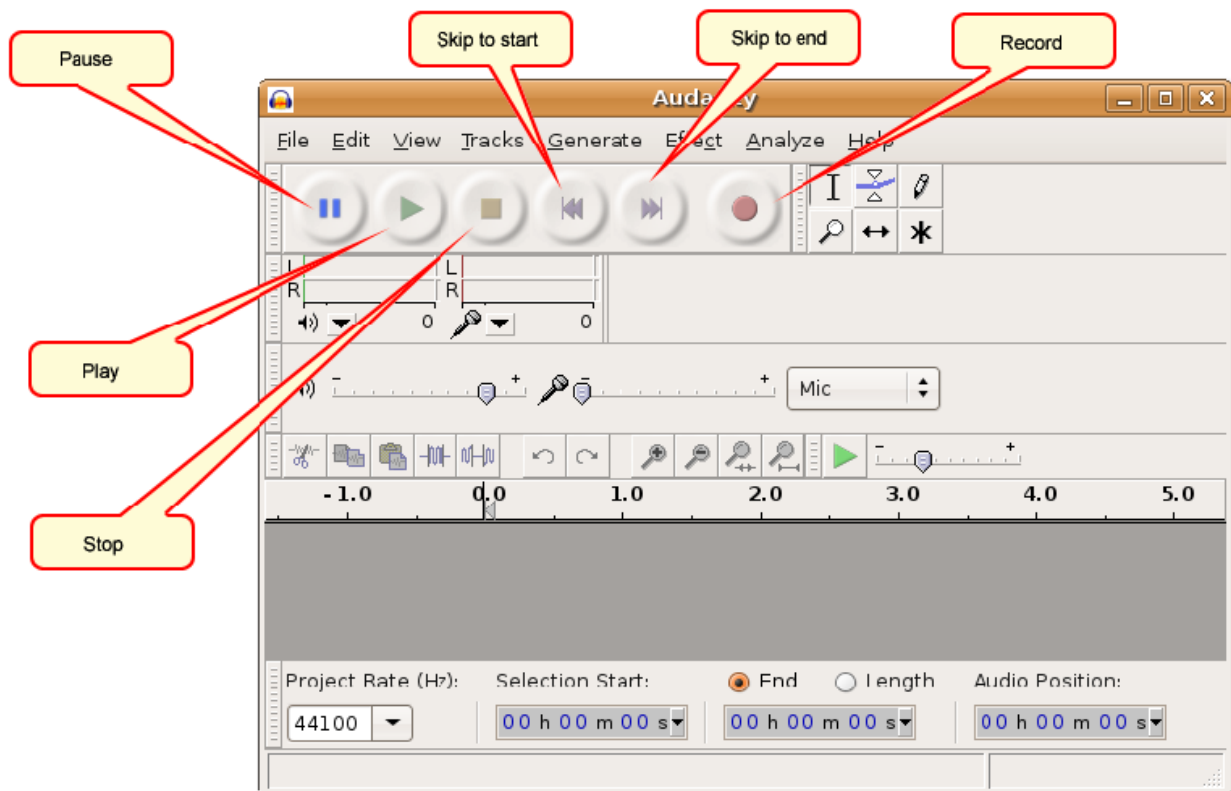 Pause
Skip to start
Skip to end
Record
File Edit View Tracks Generate Effect Analyze Help
L L
R R
0 0
Play
- + - + Mic
- +
- 1.0 0.0 1.0 2.0 3.0 4.0 5.0
Stop
Project Rate (Hz): Selection Start: End Length Audio Position:
44100 00 h 00 m 00 s 00 h 00 m 00 s 00 h 00 m 00 s